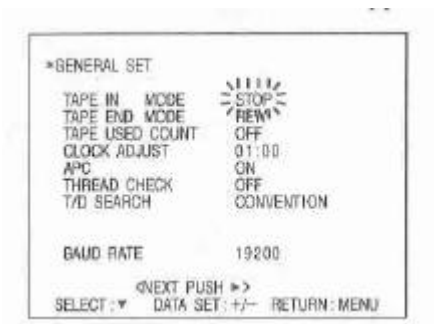 *GENERAL SET
TAPE IN MODE STOP
TAPE END MODE REW
TAPE USED COUNT OFF
CLOCK ADJUST 01:00
APC ON
THREAD CHECK OFF
T/D SEARCH CONVENTION
BAUD RATE 19200
<NEXT PUSH ►>
SELECT:▼ DATA SET:+/− RETURN:MENU